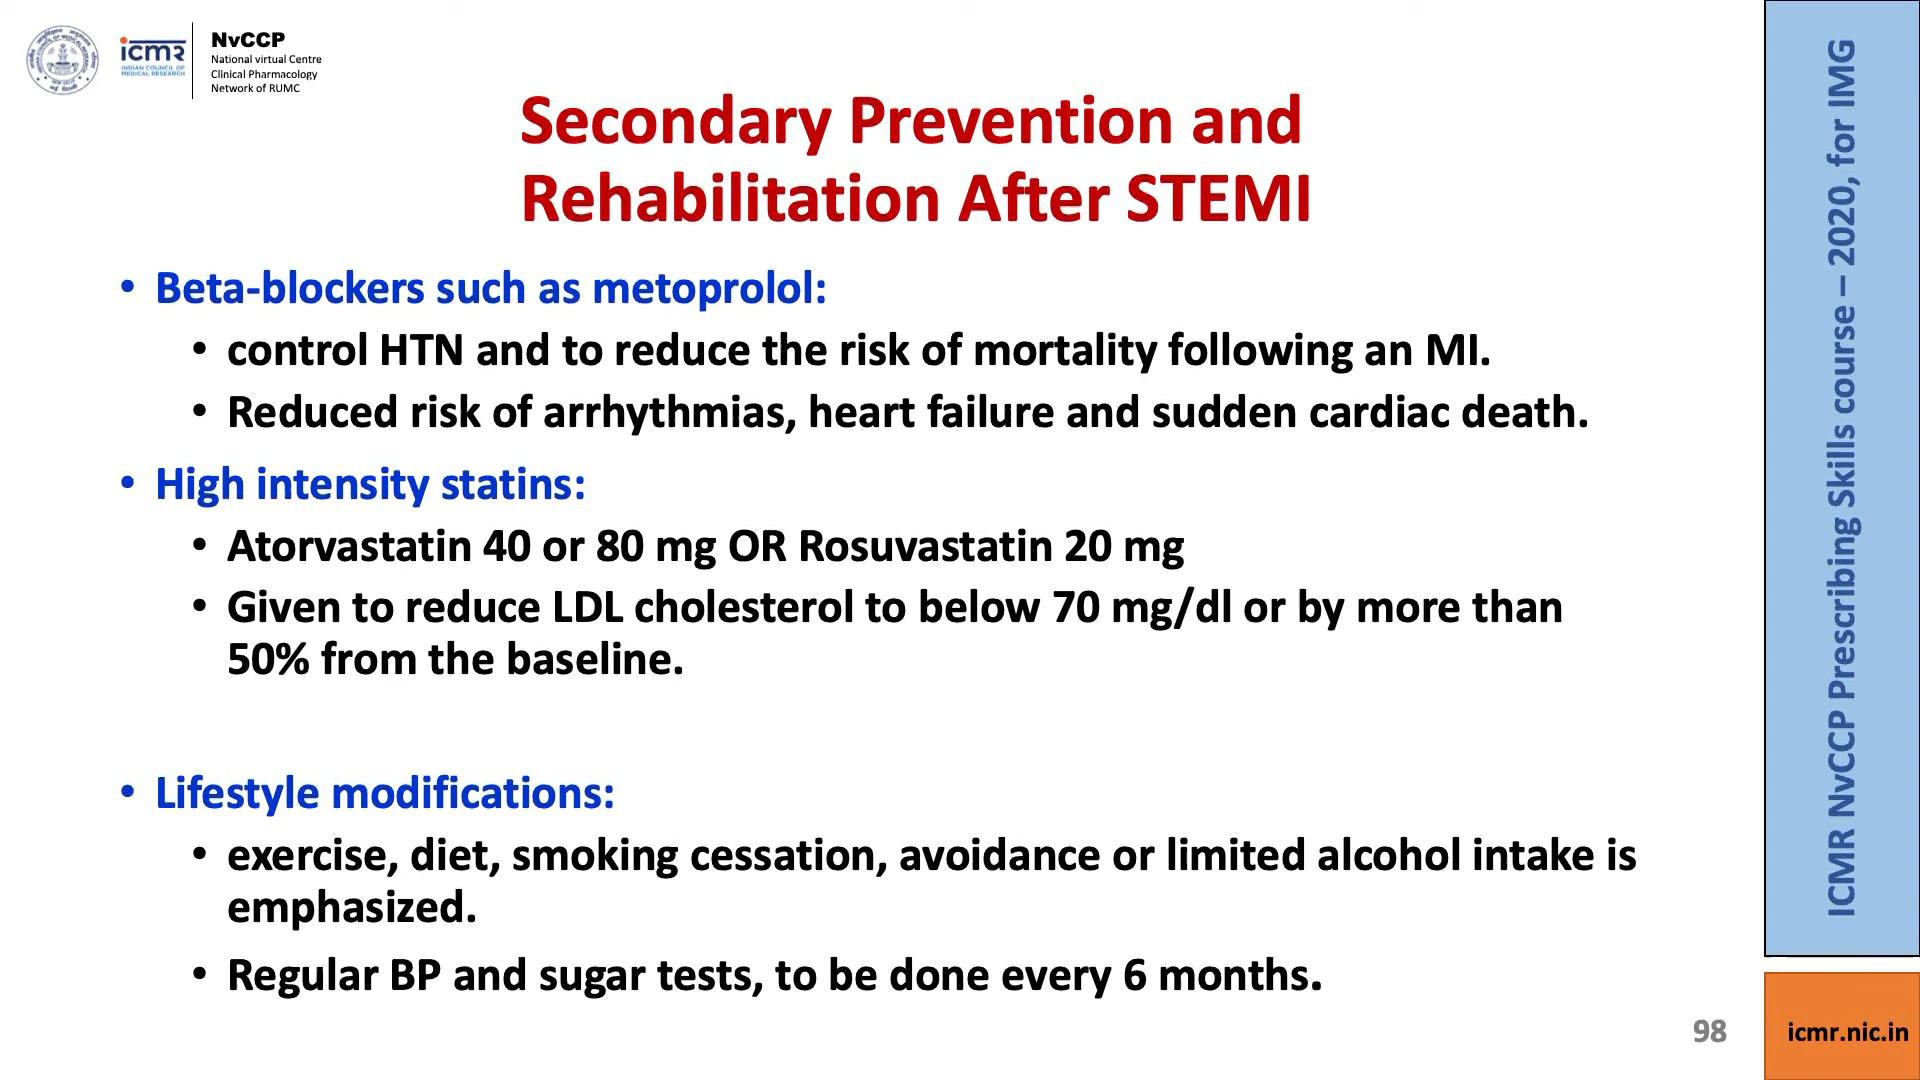 icmr
INDIAN COUNCIL OF
MEDICAL RESEARCH
NvCCP
National virtual Centre
Clinical Pharmacology
Network of RUMC
Secondary Prevention and
Rehabilitation After STEMI
• Beta-blockers such as metoprolol:
• control HTN and to reduce the risk of mortality following an MI.
• Reduced risk of arrhythmias, heart failure and sudden cardiac death.
• High intensity statins:
• Atorvastatin 40 or 80 mg OR Rosuvastatin 20 mg
• Given to reduce LDL cholesterol to below 70 mg/dl or by more than
50% from the baseline.
• Lifestyle modifications:
• exercise, diet, smoking cessation, avoidance or limited alcohol intake is
emphasized.
• Regular BP and sugar tests, to be done every 6 months.
98
ICMR NvCCP Prescribing Skills course – 2020, for IMG
icmr.nic.in